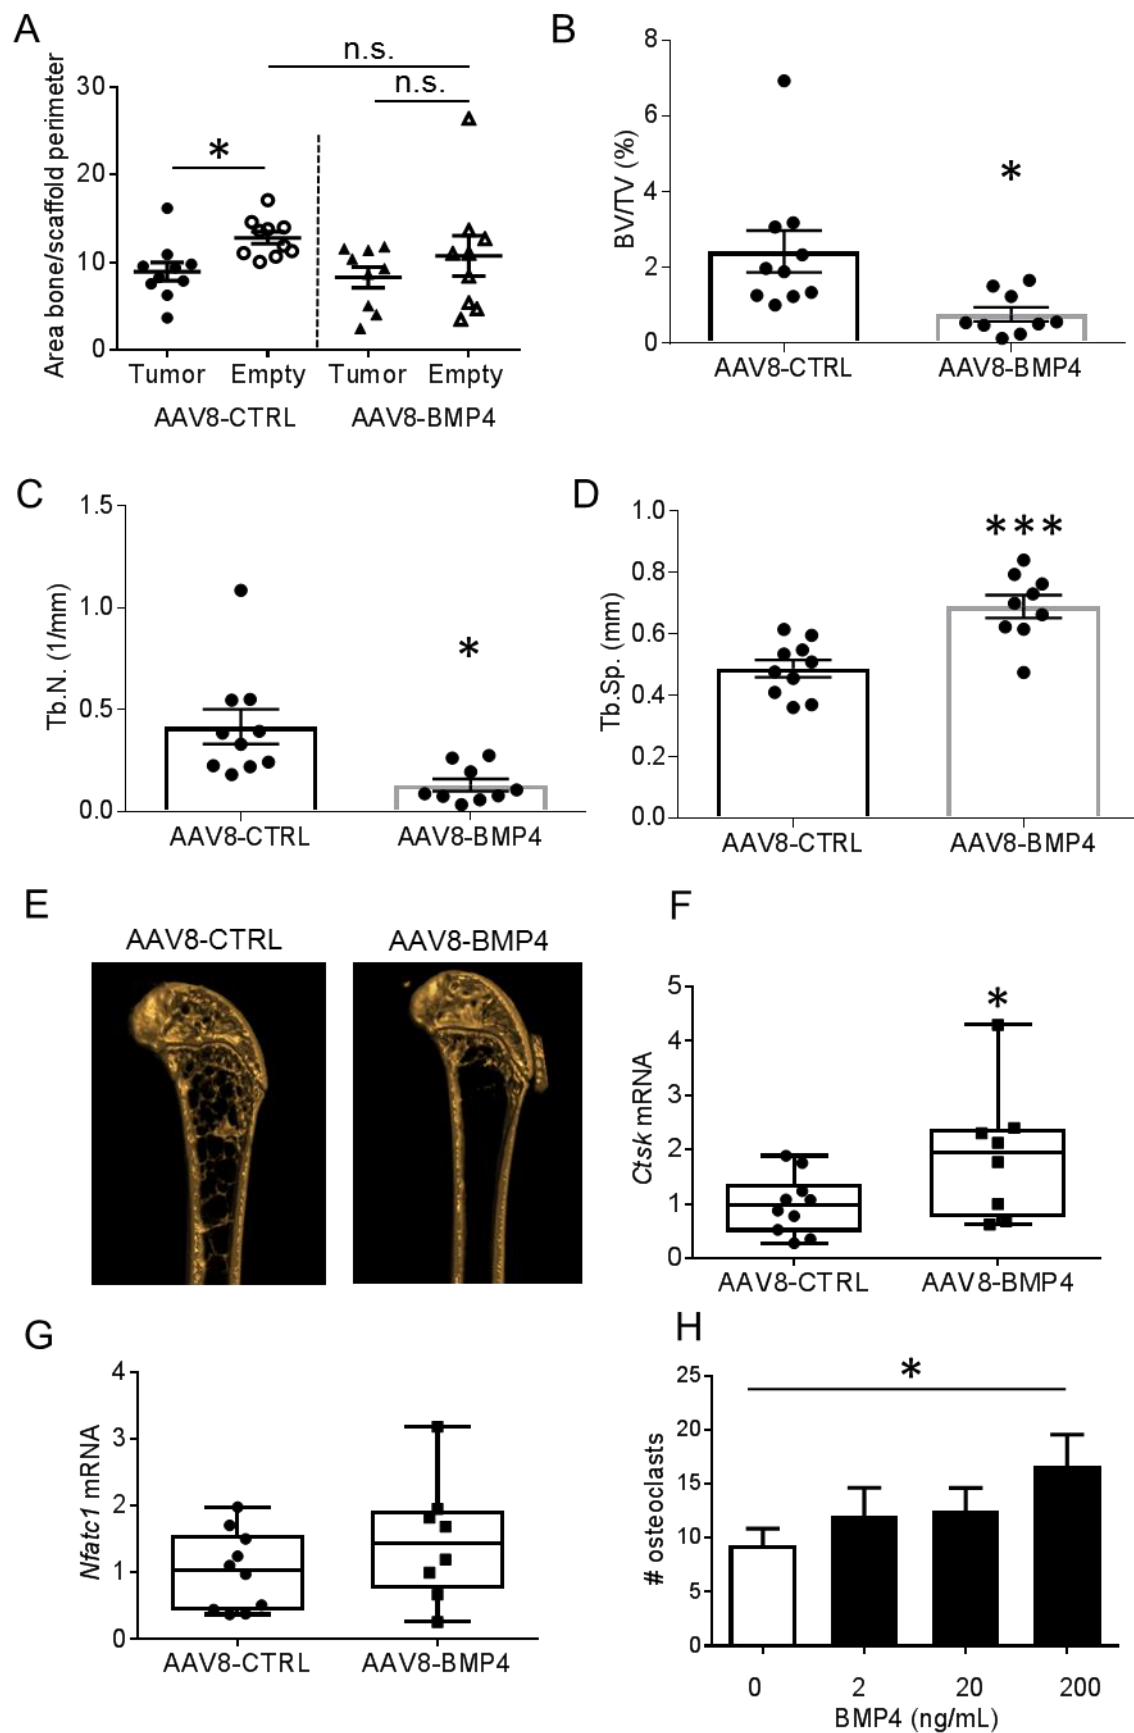 A
Area bone/scaffold perimeter
30
20
10
0
*
n.s.
n.s.
Tumor Empty Tumor Empty
AAV8-CTRL AAV8-BMP4
B
BV/TV (%)
8
6
4
2
0
*
AAV8-CTRL AAV8-BMP4
C
Tb.N. (1/mm)
1.5
1.0
0.5
0.0
*
AAV8-CTRL AAV8-BMP4
D
Tb.Sp. (mm)
1.0
0.8
0.6
0.4
0.2
0.0
***
AAV8-CTRL AAV8-BMP4
E
AAV8-CTRL AAV8-BMP4
F
Ctsk mRNA
5
4
3
2
1
0
*
AAV8-CTRL AAV8-BMP4
G
Nfatc1 mRNA
4
3
2
1
0
AAV8-CTRL AAV8-BMP4
H
# osteoclasts
25
20
15
10
5
0
*
0 2 20 200
BMP4 (ng/mL)